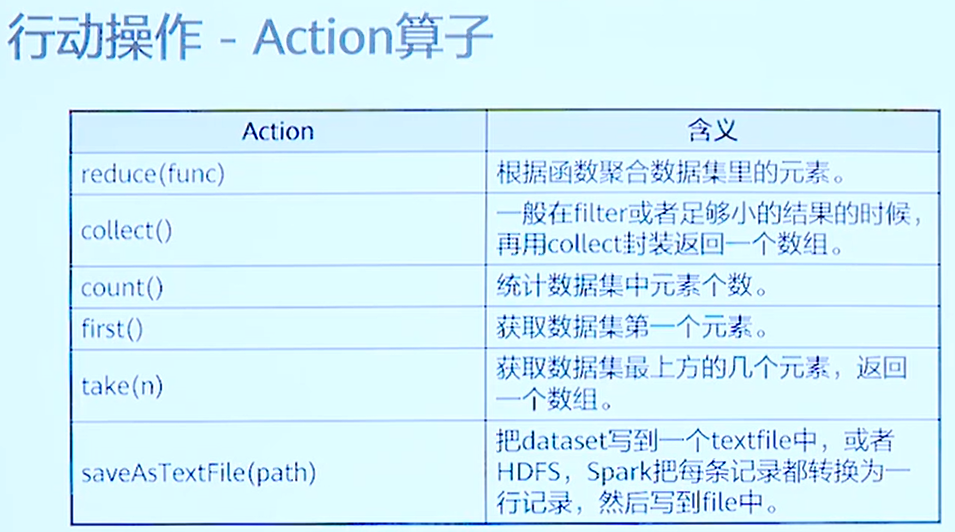 行动操作 - Action算子
Action
含义
reduce(func)
根据函数聚合数据集里的元素。
collect()
一般在filter或者足够小的结果的时候，
再用collect封装返回一个数组。
count()
统计数据集中元素个数。
first()
获取数据集第一个元素。
take(n)
获取数据集最上方的几个元素，返回
一个数组。
saveAsTextFile(path)
把dataset写到一个textfile中，或者
HDFS，Spark把每条记录都转换为一
行记录，然后写到file中。